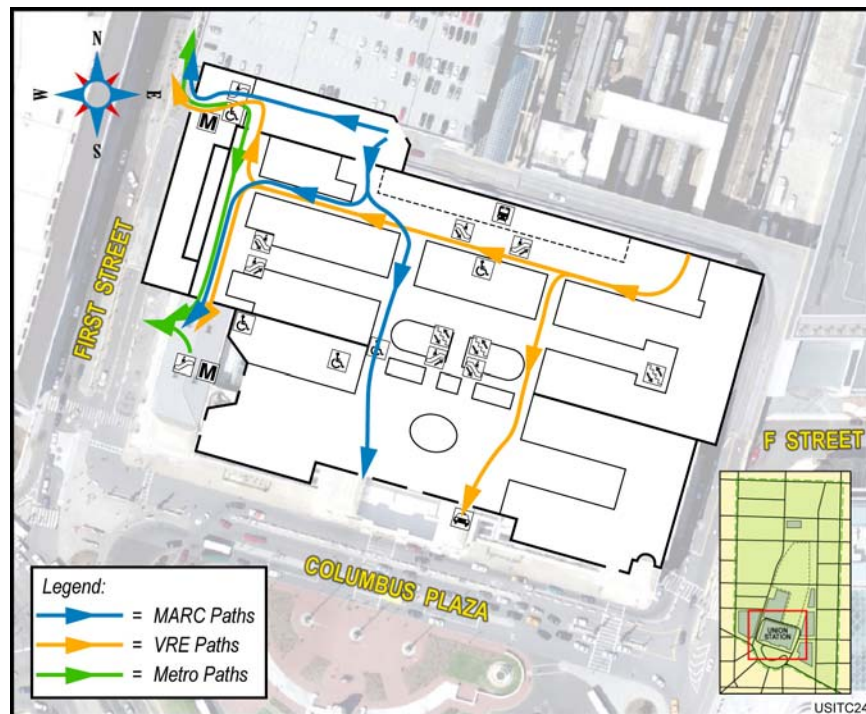 N
W
E
S
M
FIRST STREET
M
F STREET
COLUMBUS PLAZA
UNION
STATION
Legend:
= MARC Paths
= VRE Paths
= Metro Paths
USITC24